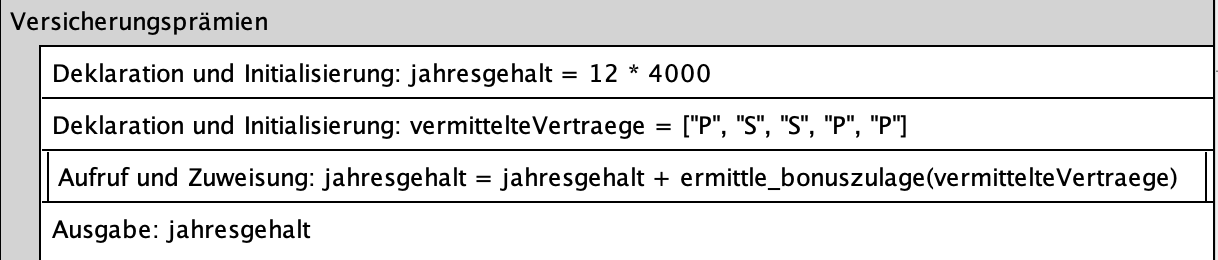 Versicherungsprämien
Deklaration und Initialisierung: jahresgehalt = 12 * 4000
Deklaration und Initialisierung: vermittelteVertraege = ["P", "S", "S", "P", "P"]
Aufruf und Zuweisung: jahresgehalt = jahresgehalt + ermittle_bonuszulage(vermittelteVertraege)
Ausgabe: jahresgehalt